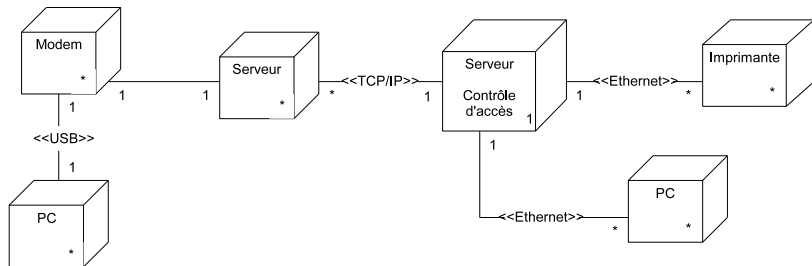 Modem
*
1
1
1
Serveur
*
*
<<TCP/IP>>
1
Serveur
Contrôle
d'accès
1
1
<<Ethernet>>
*
Imprimante
*
1
<<USB>>
1
PC
*
1
<<Ethernet>>
*
PC
*